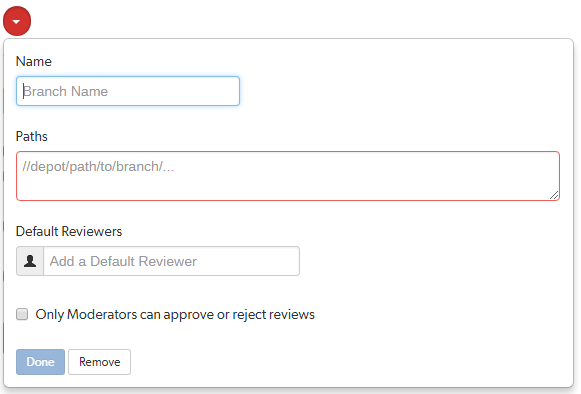 Name
Branch Name
Paths
//depot/path/to/branch/...
Default Reviewers
Add a Default Reviewer
Only Moderators can approve or reject reviews
Done Remove